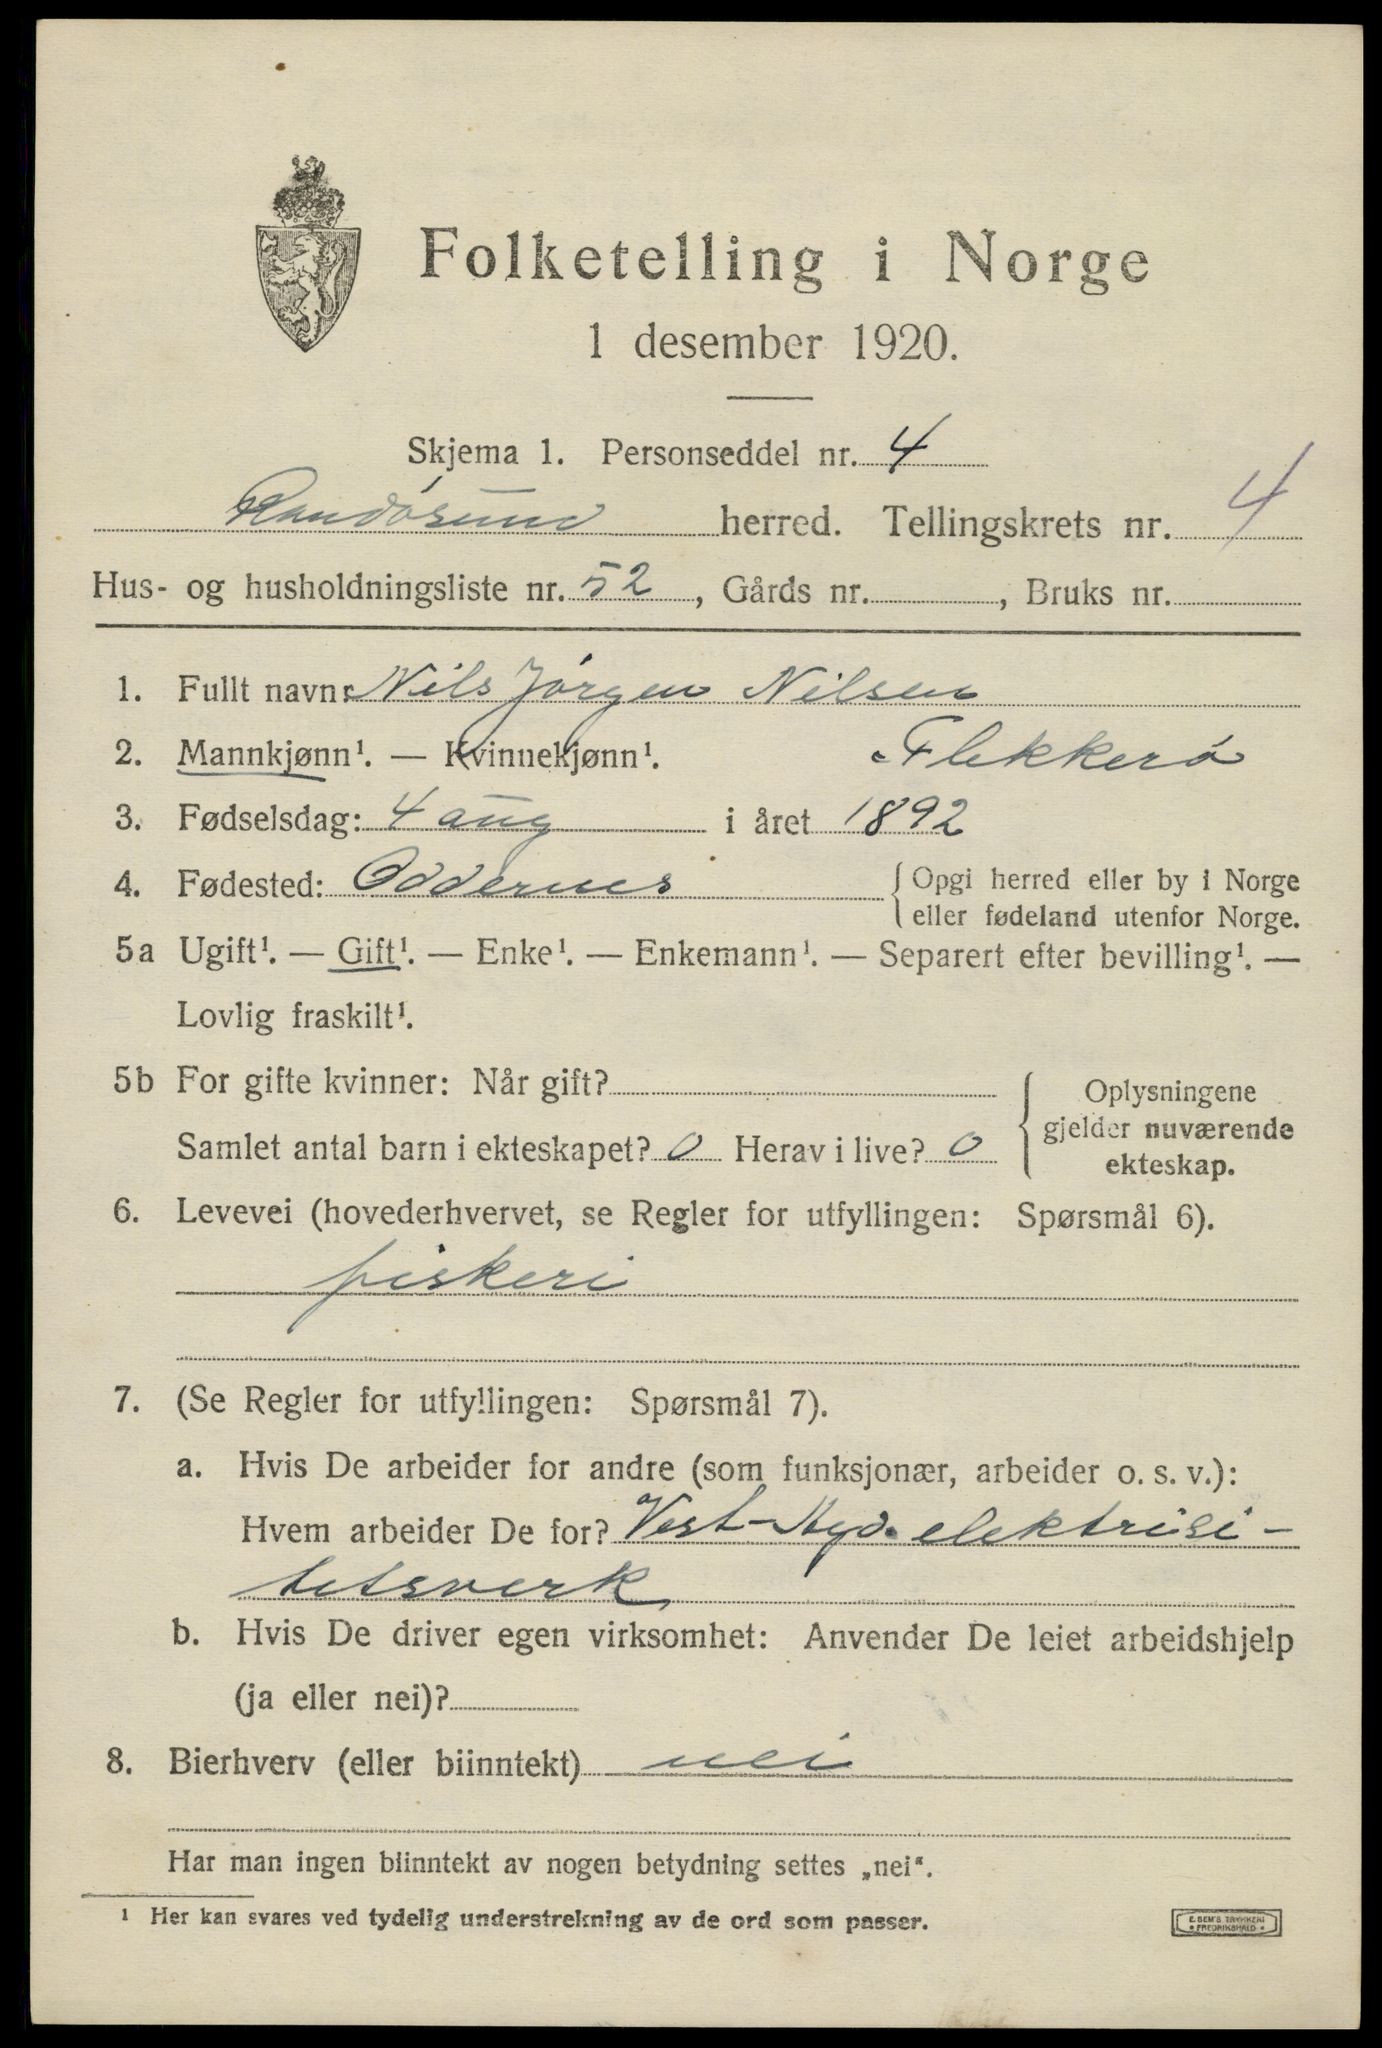 Folketelling i Norge
1 desember 1920.
Skjema 1. Personseddel nr. 4
Randøsund herred. Tellingskrets nr. 4
Hus- og husholdningsliste nr. 52, Gårds nr. , Bruks nr.
1. Fullt navn: Nils Jørgen Nilsen
2. Mannkjønn¹. — Kvinnekjønn¹. Flekkerø
3. Fødselsdag: 4 aug i året 1892
4. Fødested: Oddernes {Opgi herred eller by i Norge
eller fødeland utenfor Norge.
5a Ugift¹. — Gift¹. — Enke¹. — Enkemann¹. — Separert efter bevilling¹. —
Lovlig fraskilt¹.
5b For gifte kvinner: Når gift?
Samlet antal barn i ekteskapet? 0 Herav i live? 0
{Oplysningene
gjelder nuværende
ekteskap.
6. Levevei (hovederhvervet, se Regler for utfyllingen: Spørsmål 6).
fiskeri
7. (Se Regler for utfyllingen: Spørsmål 7).
a. Hvis De arbeider for andre (som funksjonær, arbeider o. s. v.):
Hvem arbeider De for? Vest- elektrisi-
tetsverk
b. Hvis De driver egen virksomhet: Anvender De leiet arbeidshjelp
(ja eller nei)?
8. Bierhverv (eller biinntekt) nei
Har man ingen biinntekt av nogen betydning settes „nei“.
¹ Her kan svares ved tydelig understrekning av de ord som passer.
E. SEM'S TRYKKERI
• FREDRIKSHALD •